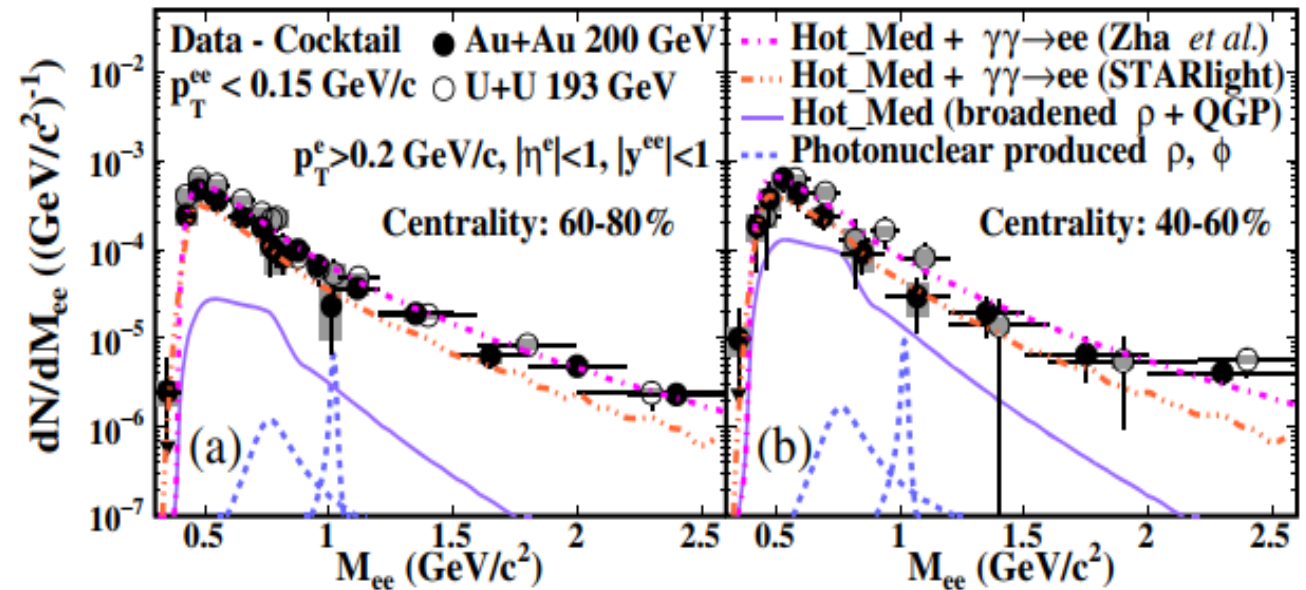 dN/dM_ee ((GeV/c²)⁻¹)
10⁻²
10⁻³
10⁻⁴
10⁻⁵
10⁻⁶
10⁻⁷
Data - Cocktail ● Au+Au 200 GeV
p_T^ee < 0.15 GeV/c ○ U+U 193 GeV
p_T^e>0.2 GeV/c, |η^e|<1, |y^ee|<1
Centrality: 60-80%
(a)
0.5 1 1.5 2 2.5
M_ee (GeV/c²)
Hot_Med + γγ→ee (Zha et al.)
Hot_Med + γγ→ee (STARlight)
Hot_Med (broadened ρ + QGP)
Photonuclear produced ρ, ϕ
Centrality: 40-60%
(b)
0.5 1 1.5 2 2.5
M_ee (GeV/c²)